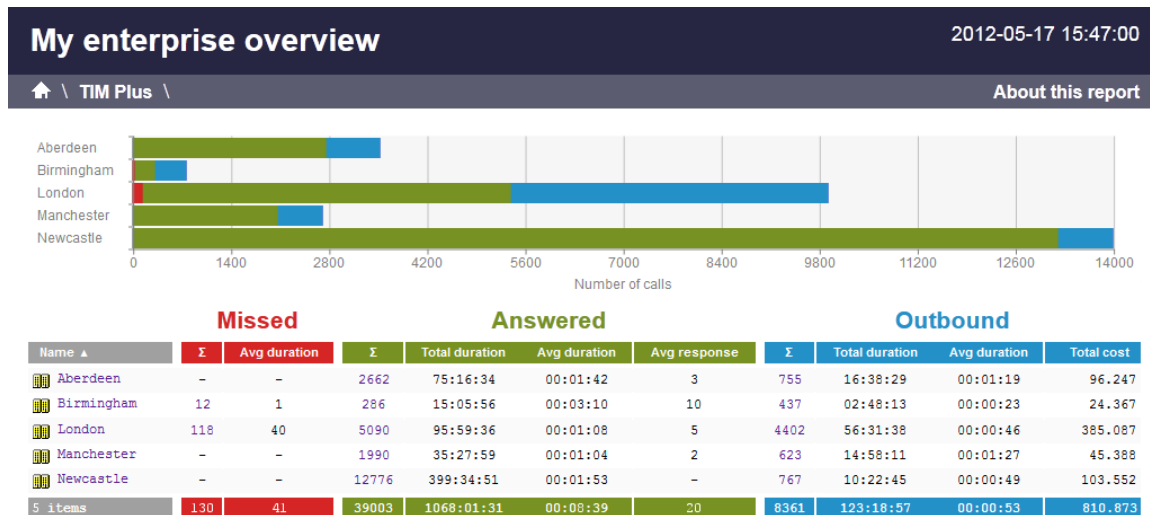 My enterprise overview 2012-05-17 15:47:00
\ TIM Plus \ About this report
Aberdeen
Birmingham
London
Manchester
Newcastle
0 1400 2800 4200 5600 7000 8400 9800 11200 12600 14000
Number of calls
Missed Answered Outbound
Name ▲ Σ Avg duration Σ Total duration Avg duration Avg response Σ Total duration Avg duration Total cost
Aberdeen - - 2662 75:16:34 00:01:42 3 755 16:38:29 00:01:19 96.247
Birmingham 12 1 286 15:05:56 00:03:10 10 437 02:48:13 00:00:23 24.367
London 118 40 5090 95:59:36 00:01:08 5 4402 56:31:38 00:00:46 385.087
Manchester - - 1990 35:27:59 00:01:04 2 623 14:58:11 00:01:27 45.388
Newcastle - - 12776 399:34:51 00:01:53 - 767 10:22:45 00:00:49 103.552
5 items 130 41 39003 1068:01:31 00:08:39 20 8361 123:18:57 00:00:53 810.873